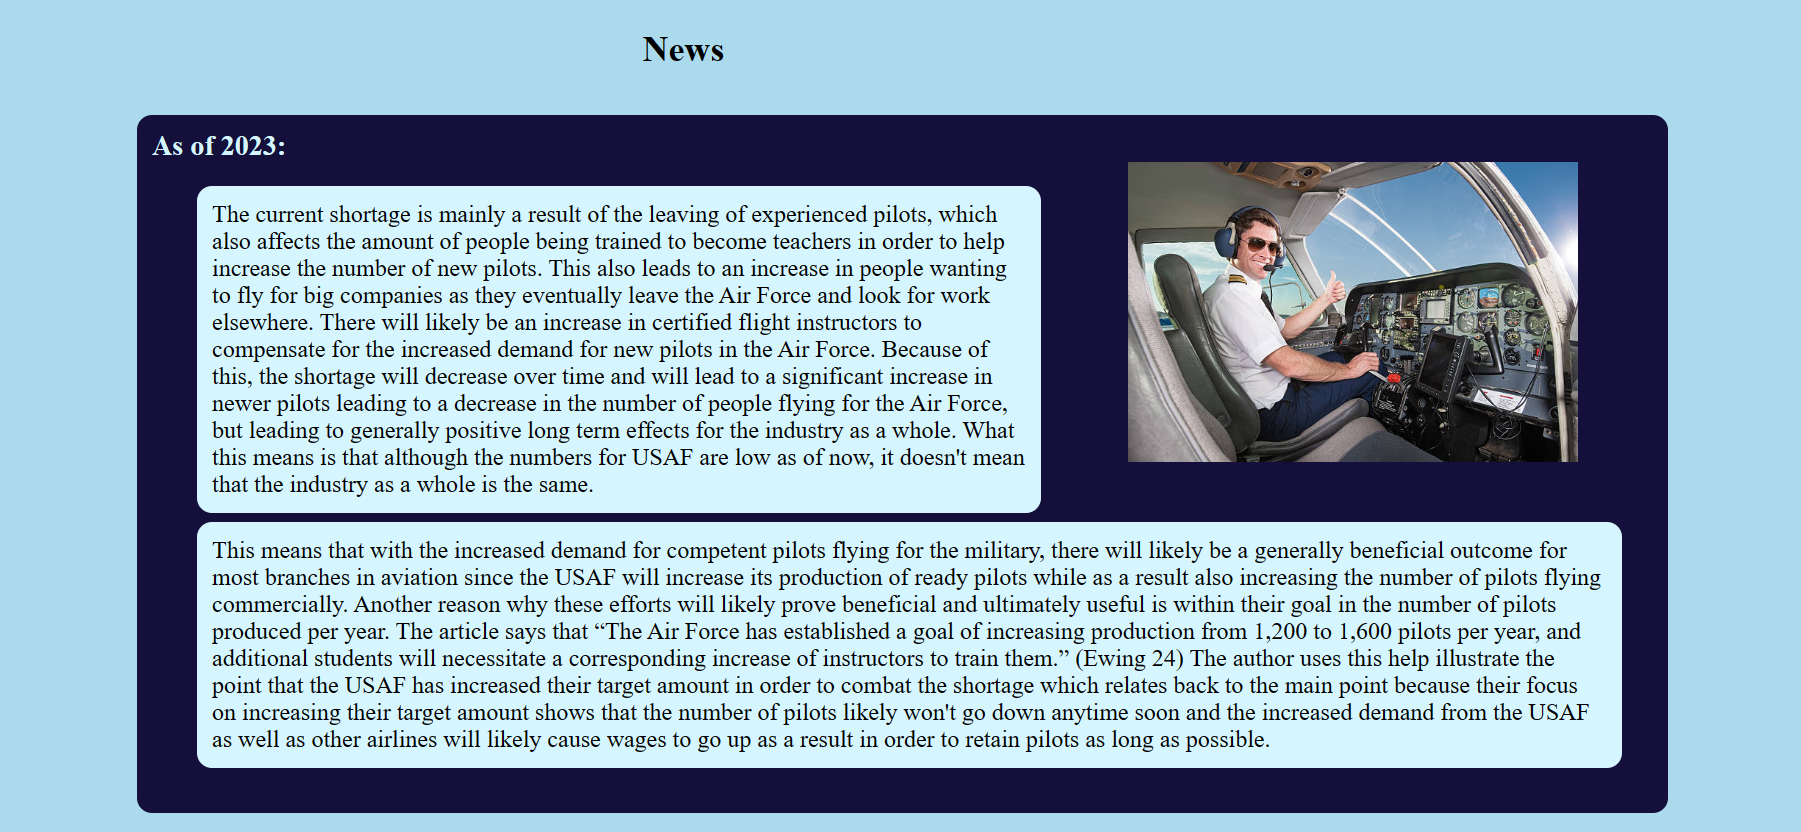 News
As of 2023:
The current shortage is mainly a result of the leaving of experienced pilots, which
also affects the amount of people being trained to become teachers in order to help
increase the number of new pilots. This also leads to an increase in people wanting
to fly for big companies as they eventually leave the Air Force and look for work
elsewhere. There will likely be an increase in certified flight instructors to
compensate for the increased demand for new pilots in the Air Force. Because of
this, the shortage will decrease over time and will lead to a significant increase in
newer pilots leading to a decrease in the number of people flying for the Air Force,
but leading to generally positive long term effects for the industry as a whole. What
this means is that although the numbers for USAF are low as of now, it doesn't mean
that the industry as a whole is the same.
This means that with the increased demand for competent pilots flying for the military, there will likely be a generally beneficial outcome for
most branches in aviation since the USAF will increase its production of ready pilots while as a result also increasing the number of pilots flying
commercially. Another reason why these efforts will likely prove beneficial and ultimately useful is within their goal in the number of pilots
produced per year. The article says that “The Air Force has established a goal of increasing production from 1,200 to 1,600 pilots per year, and
additional students will necessitate a corresponding increase of instructors to train them.” (Ewing 24) The author uses this help illustrate the
point that the USAF has increased their target amount in order to combat the shortage which relates back to the main point because their focus
on increasing their target amount shows that the number of pilots likely won't go down anytime soon and the increased demand from the USAF
as well as other airlines will likely cause wages to go up as a result in order to retain pilots as long as possible.